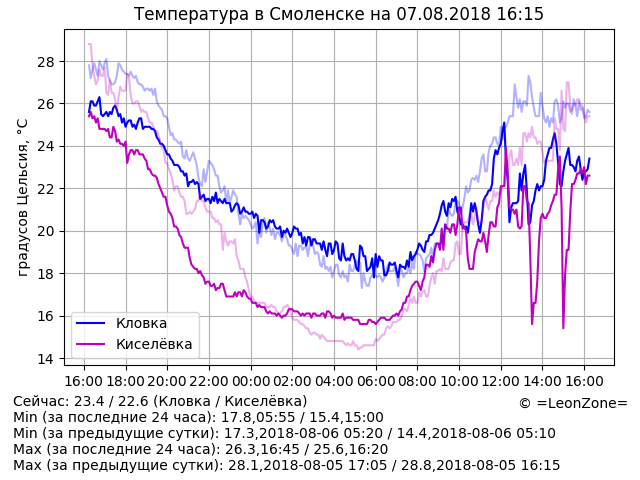 Температура в Смоленске на 07.08.2018 16:15
градусов Цельсия, °C
28
26
24
22
20
18
16
14
Кловка
Киселёвка
16:00 18:00 20:00 22:00 00:00 02:00 04:00 06:00 08:00 10:00 12:00 14:00 16:00
Сейчас: 23.4 / 22.6 (Кловка / Киселёвка)
© =LeonZone=
Min (за последние 24 часа): 17.8,05:55 / 15.4,15:00
Min (за предыдущие сутки): 17.3,2018-08-06 05:20 / 14.4,2018-08-06 05:10
Max (за последние 24 часа): 26.3,16:45 / 25.6,16:20
Max (за предыдущие сутки): 28.1,2018-08-05 17:05 / 28.8,2018-08-05 16:15